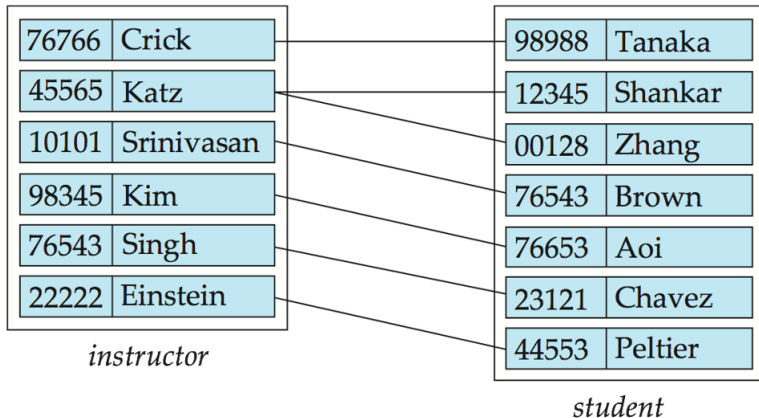 76766 Crick
45565 Katz
10101 Srinivasan
98345 Kim
76543 Singh
22222 Einstein
instructor
98988 Tanaka
12345 Shankar
00128 Zhang
76543 Brown
76653 Aoi
23121 Chavez
44553 Peltier
student